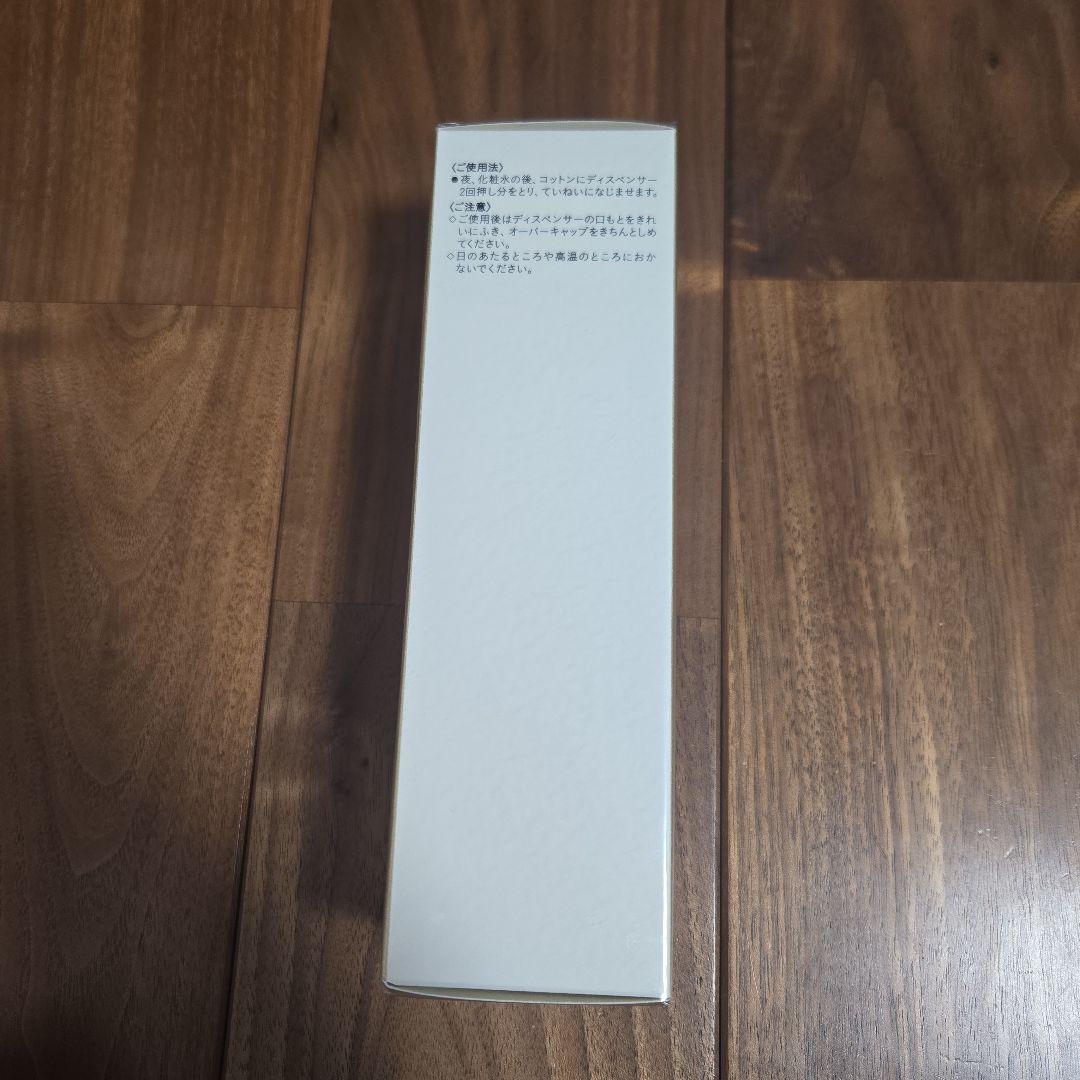 〈ご使用法〉
●夜、化粧水の後、コットンにディスペンサー
2回押し分をとり、ていねいになじませます。
〈ご注意〉
◇ご使用後はディスペンサーの口もとをきれ
いにふき、オーバーキャップをきちんとしめ
てください。
◇日のあたるところや高温のところにおか
ないでください。